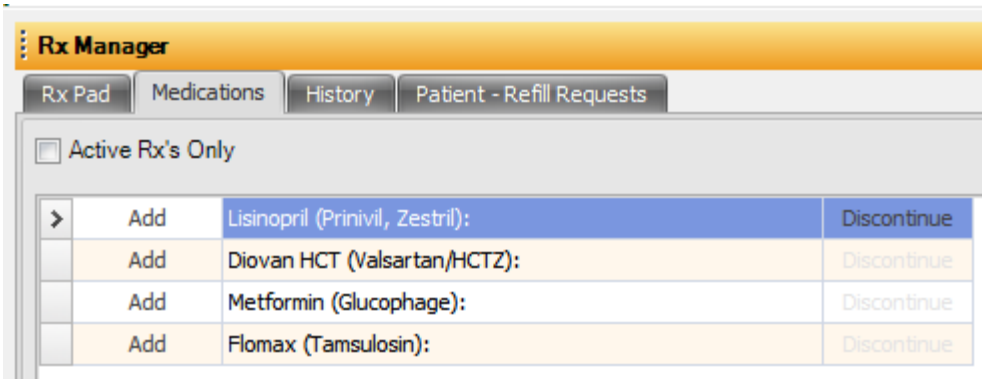 Rx Manager
Rx Pad Medications History Patient - Refill Requests
Active Rx's Only
> Add Lisinopril (Prinivil, Zestril): Discontinue
Add Diovan HCT (Valsartan/HCTZ): Discontinue
Add Metformin (Glucophage): Discontinue
Add Flomax (Tamsulosin): Discontinue